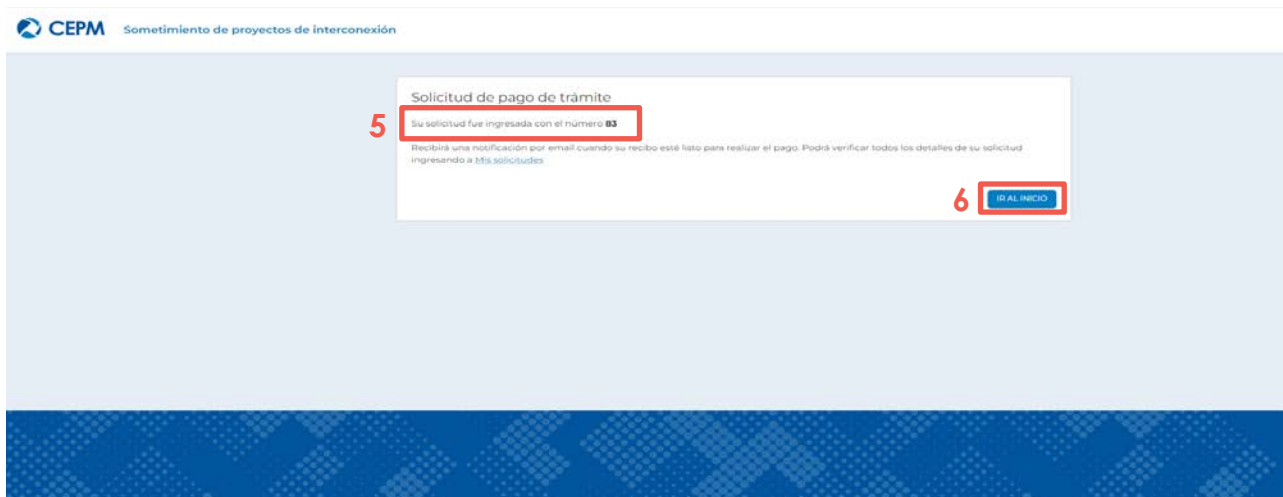 CEPM Sometimiento de proyectos de interconexión
Solicitud de pago de trámite
5 Su solicitud fue ingresada con el número 83
Recibirá una notificación por email cuando su recibo esté listo para realizar el pago. Podrá verificar todos los detalles de su solicitud
ingresando a Mis solicitudes
6 IR AL INICIO